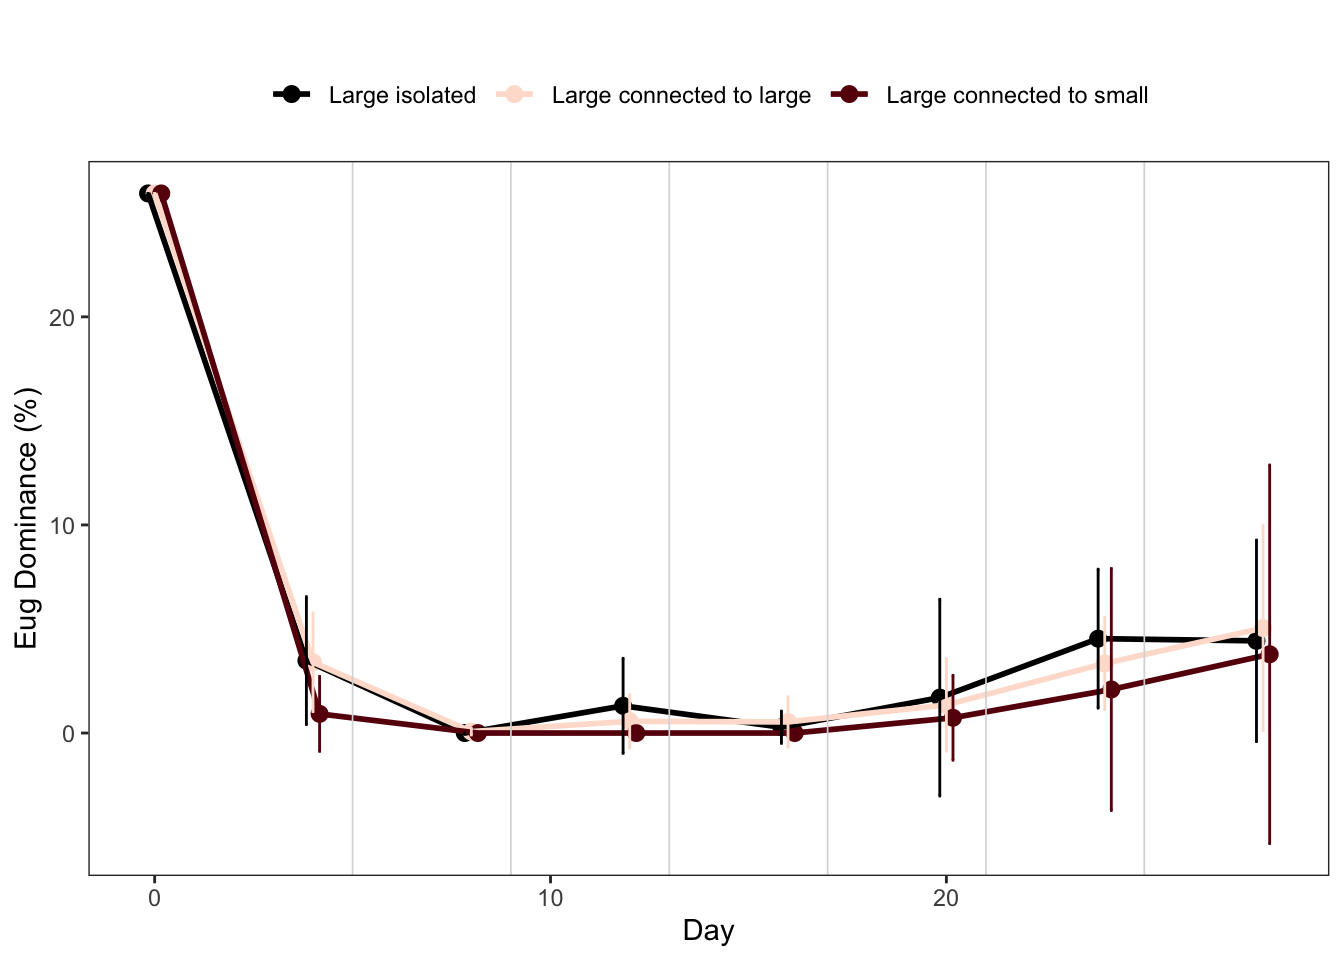 Large isolated Large connected to large Large connected to small
Eug Dominance (%)
20
10
0
0 10 20
Day